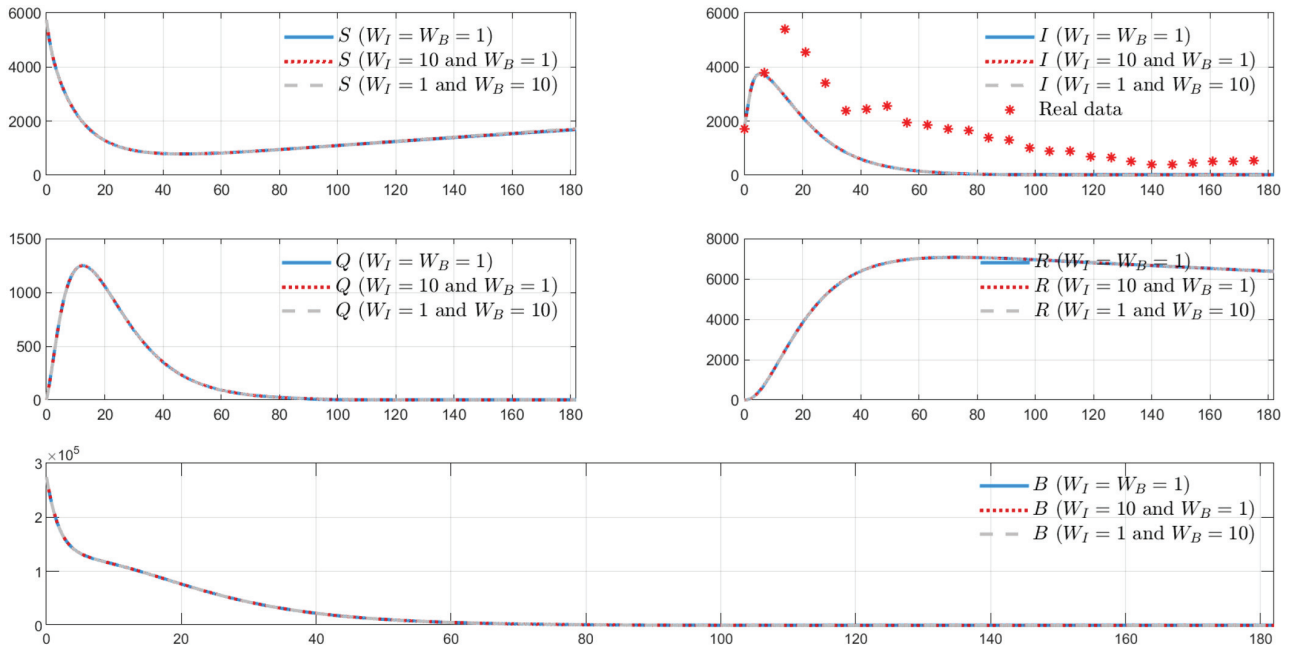 6000
4000
2000
0
0 20 40 60 80 100 120 140 160 180
S (W_I = W_B = 1)
S (W_I = 10 and W_B = 1)
S (W_I = 1 and W_B = 10)
6000
4000
2000
0
0 20 40 60 80 100 120 140 160 180
I (W_I = W_B = 1)
I (W_I = 10 and W_B = 1)
I (W_I = 1 and W_B = 10)
Real data
1500
1000
500
0
0 20 40 60 80 100 120 140 160 180
Q (W_I = W_B = 1)
Q (W_I = 10 and W_B = 1)
Q (W_I = 1 and W_B = 10)
8000
6000
4000
2000
0
0 20 40 60 80 100 120 140 160 180
R (W_I = W_B = 1)
R (W_I = 10 and W_B = 1)
R (W_I = 1 and W_B = 10)
×10^5
3
2
1
0
0 20 40 60 80 100 120 140 160 180
B (W_I = W_B = 1)
B (W_I = 10 and W_B = 1)
B (W_I = 1 and W_B = 10)